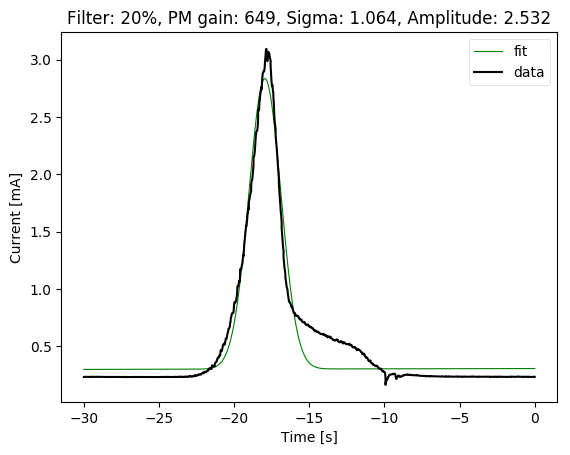 Filter: 20%, PM gain: 649, Sigma: 1.064, Amplitude: 2.532
fit
data
3.0
2.5
2.0
1.5
1.0
0.5
Current [mA]
−30 −25 −20 −15 −10 −5 0
Time [s]